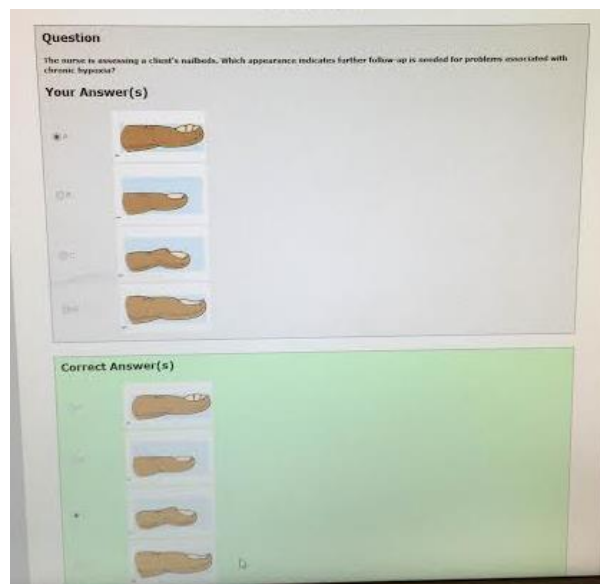 Question
The nurse is assessing a client's nailbeds. Which appearance indicates further follow-up is needed for problems associated with
chronic hypoxia?
Your Answer(s)
A
C
Correct Answer(s)